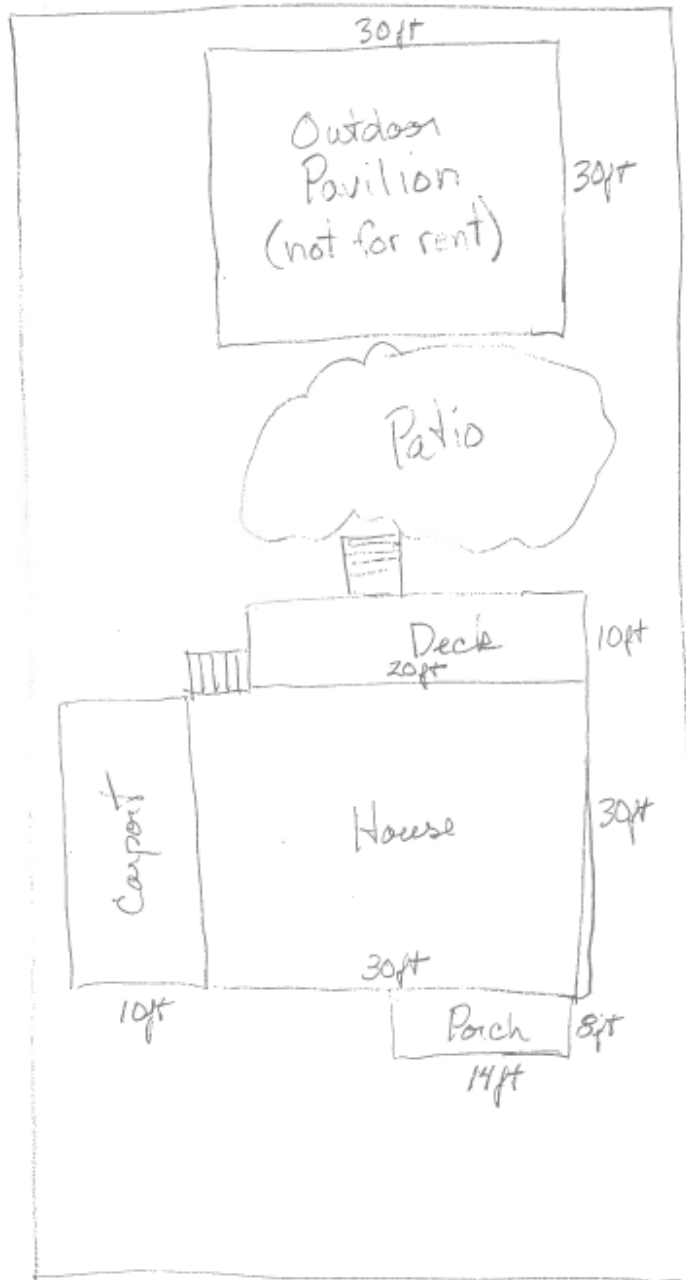 30ft
Outdoor
Pavilion
(not for rent)
30ft
Patio
Deck
10ft
20ft
Carport
House
30ft
30ft
10ft
Porch
8ft
14ft